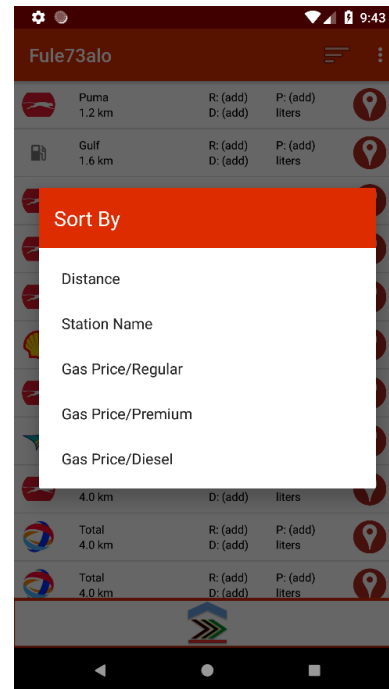 9:43
Fule73alo
Puma R: (add) P: (add)
1.2 km D: (add) liters
Gulf R: (add) P: (add)
1.6 km D: (add) liters
Sort By
Distance
Station Name
Gas Price/Regular
Gas Price/Premium
Gas Price/Diesel
4.0 km D: (add) liters
Total R: (add) P: (add)
4.0 km D: (add) liters
Total R: (add) P: (add)
4.0 km D: (add) liters